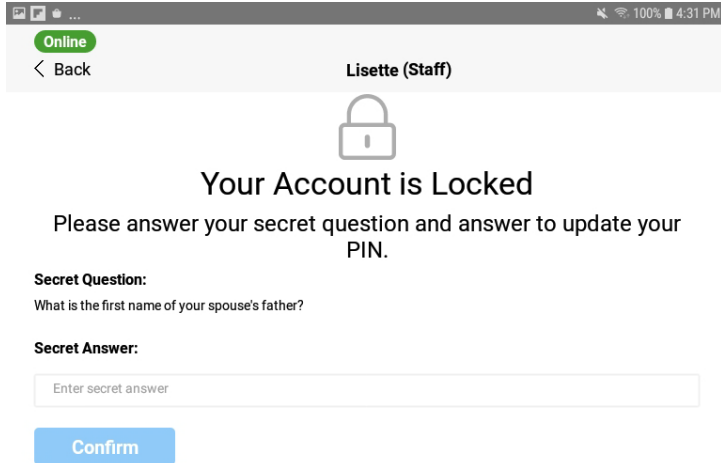 ... 100% 4:31 PM
Online
Back Lisette (Staff)
Your Account is Locked
Please answer your secret question and answer to update your
PIN.
Secret Question:
What is the first name of your spouse's father?
Secret Answer:
Enter secret answer
Confirm